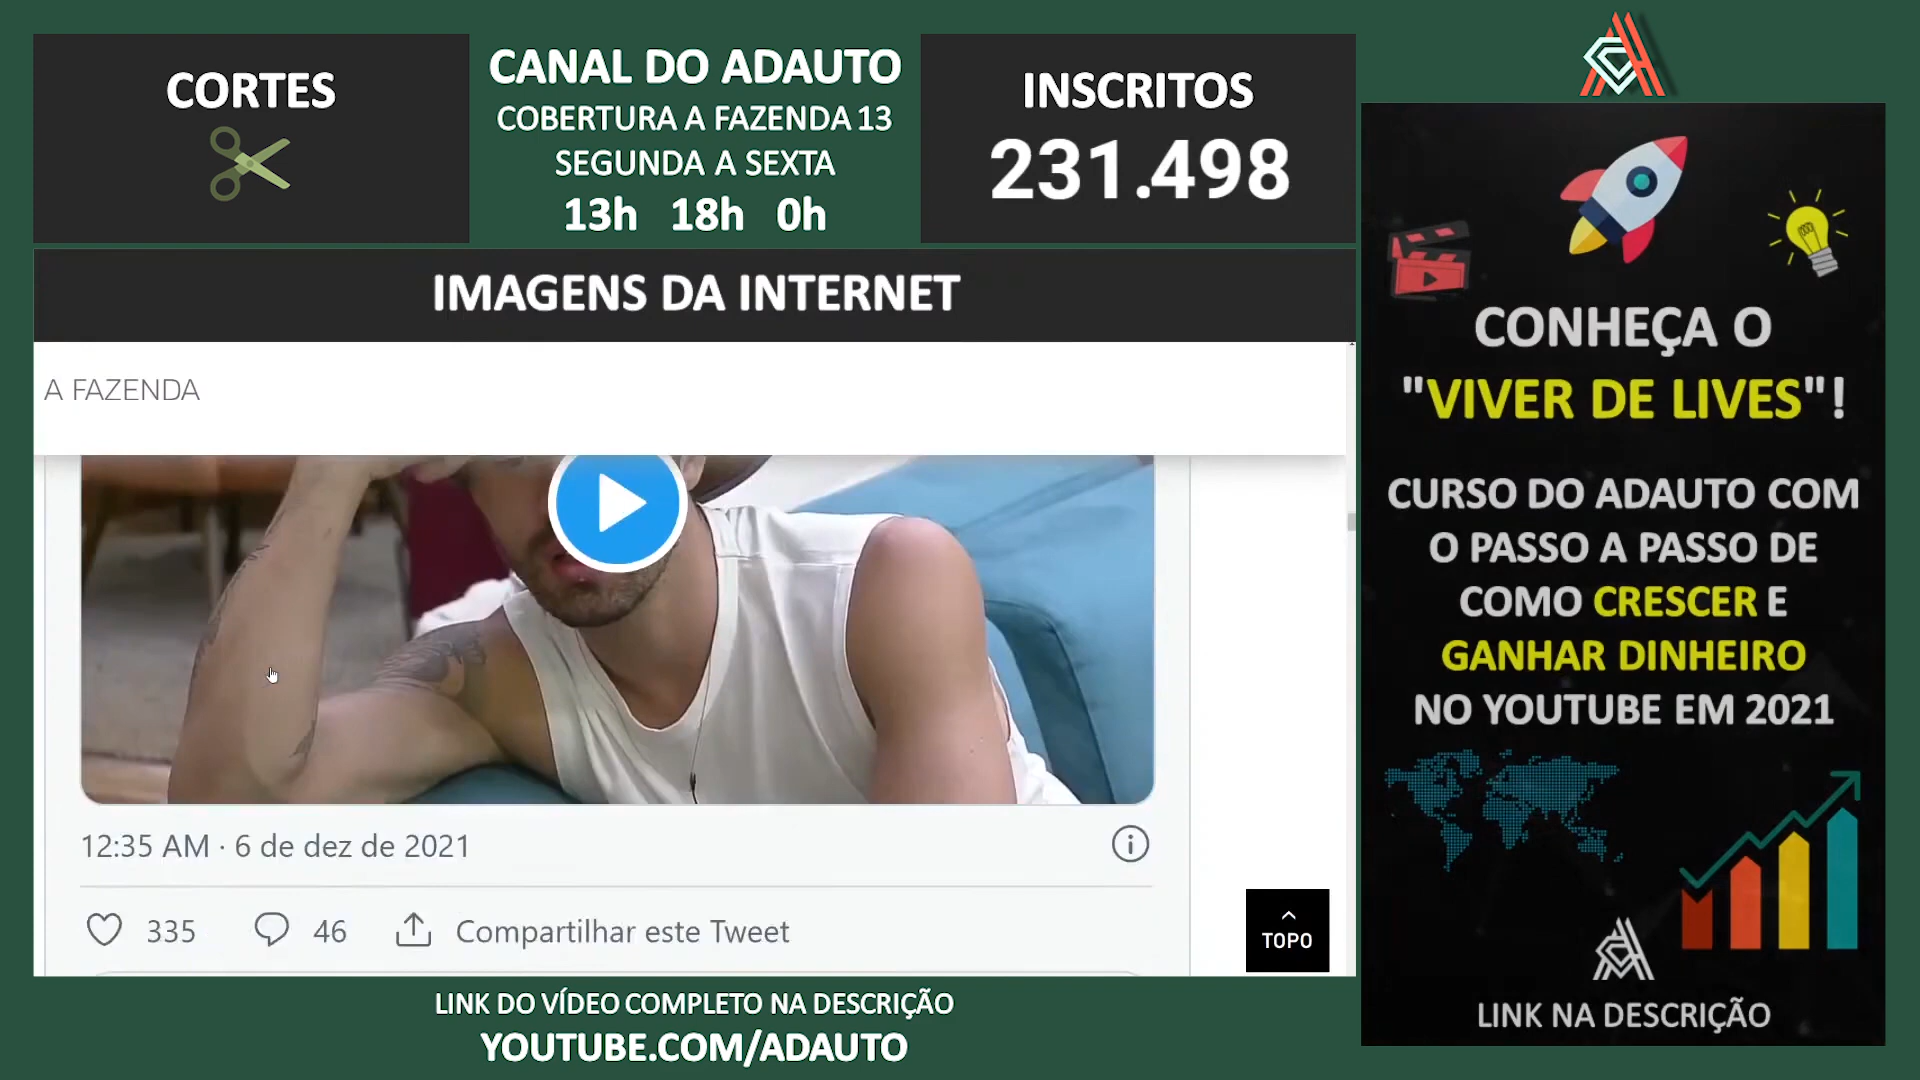 CORTES
CANAL DO ADAUTO
COBERTURA A FAZENDA 13
SEGUNDA A SEXTA
13h 18h 0h
INSCRITOS
231.498
IMAGENS DA INTERNET
A FAZENDA
12:35 AM · 6 de dez de 2021
335 46 Compartilhar este Tweet
TOPO
LINK DO VÍDEO COMPLETO NA DESCRIÇÃO
YOUTUBE.COM/ADAUTO
CONHEÇA O
"VIVER DE LIVES"!
CURSO DO ADAUTO COM
O PASSO A PASSO DE
COMO CRESCER E
GANHAR DINHEIRO
NO YOUTUBE EM 2021
LINK NA DESCRIÇÃO